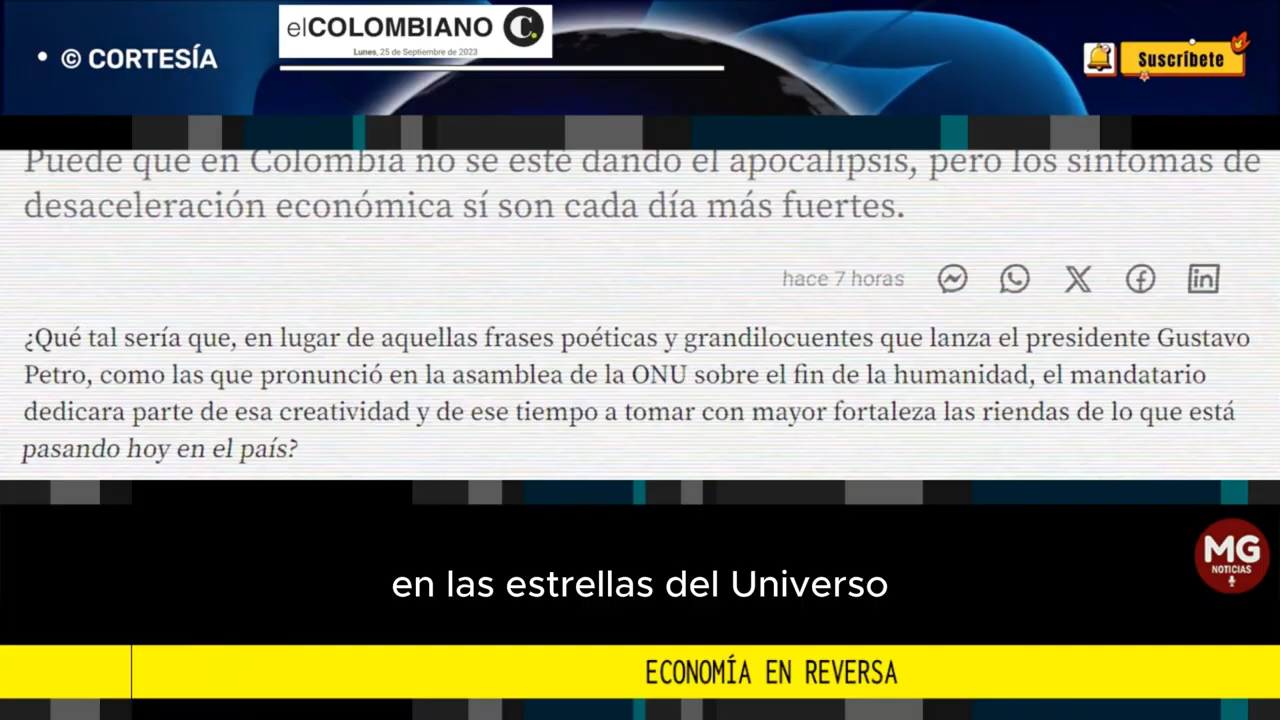 elCOLOMBIANO C.
Lunes, 25 de Septiembre de 2023
• © CORTESÍA
Suscríbete
Puede que en Colombia no se esté dando el apocalipsis, pero los síntomas de
desaceleración económica sí son cada día más fuertes.
hace 7 horas
¿Qué tal sería que, en lugar de aquellas frases poéticas y grandilocuentes que lanza el presidente Gustavo
Petro, como las que pronunció en la asamblea de la ONU sobre el fin de la humanidad, el mandatario
dedicara parte de esa creatividad y de ese tiempo a tomar con mayor fortaleza las riendas de lo que está
pasando hoy en el país?
MG
NOTICIAS
en las estrellas del Universo
ECONOMÍA EN REVERSA